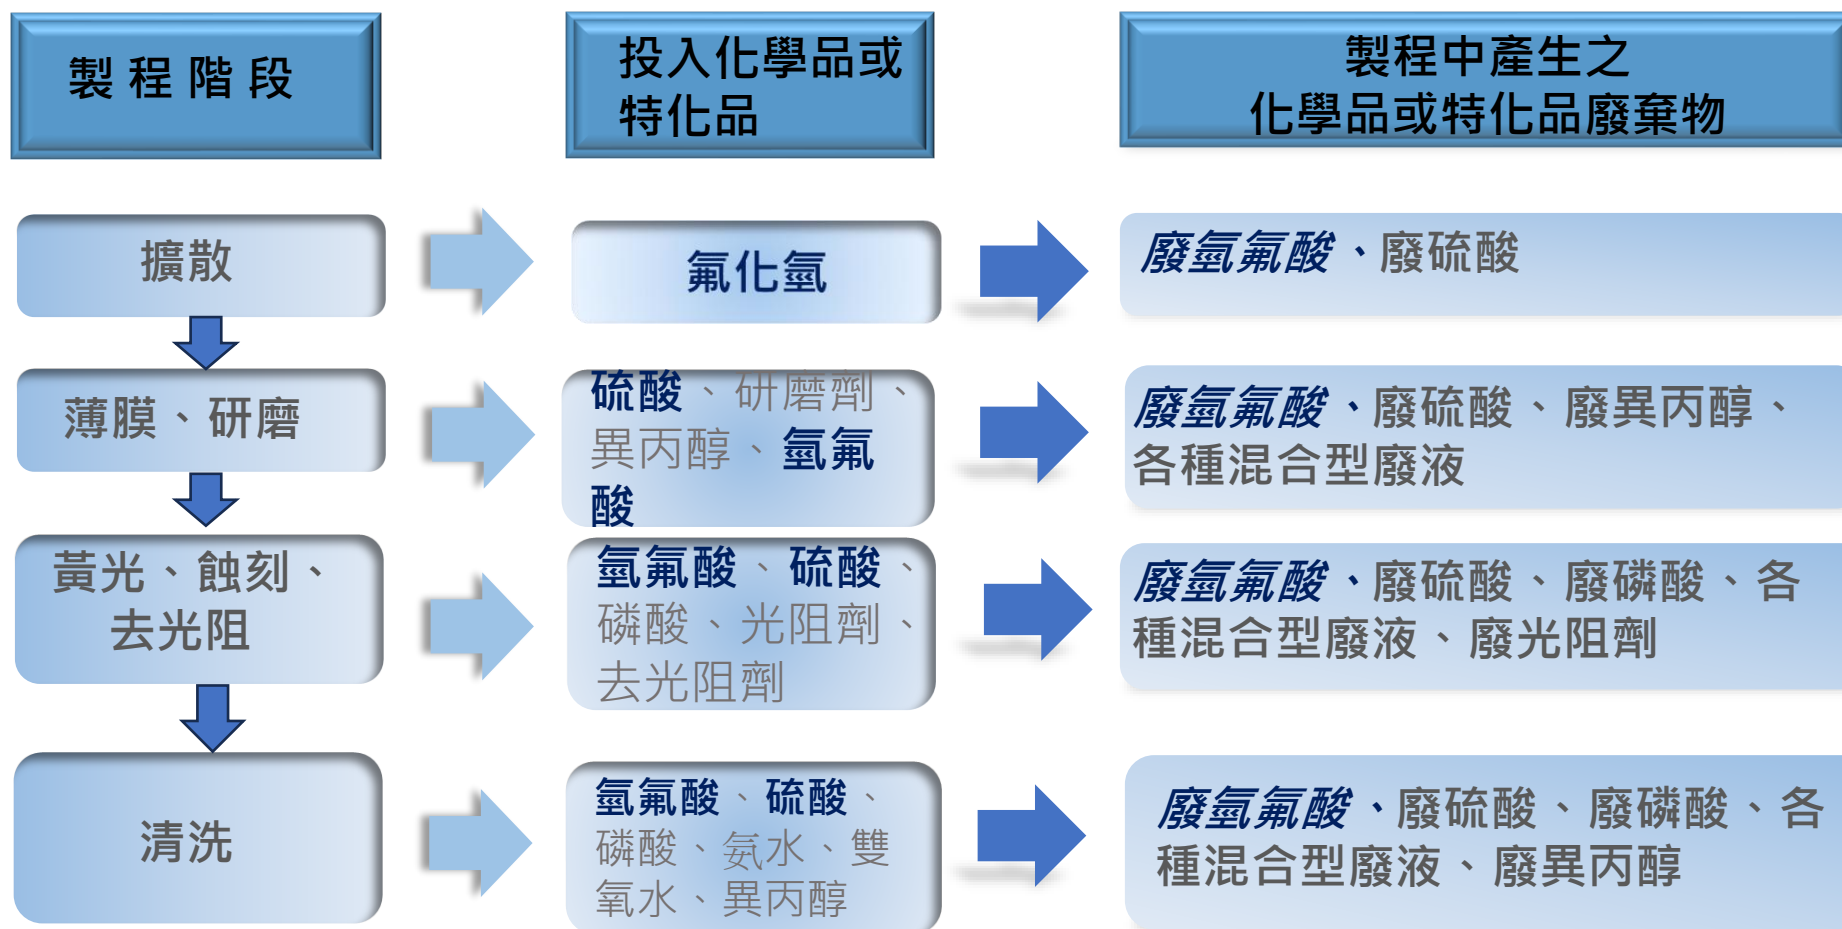 製程階段
投入化學品或
特化品
製程中產生之
化學品或特化品廢棄物
擴散
氟化氫
廢氫氟酸、廢硫酸
薄膜、研磨
硫酸、研磨劑、
異丙醇、氫氟
酸
廢氫氟酸、廢硫酸、廢異丙醇、
各種混合型廢液
黃光、蝕刻、
去光阻
氫氟酸、硫酸、
磷酸、光阻劑、
去光阻劑
廢氫氟酸、廢硫酸、廢磷酸、各
種混合型廢液、廢光阻劑
清洗
氫氟酸、硫酸、
磷酸、氨水、雙
氧水、異丙醇
廢氫氟酸、廢硫酸、廢磷酸、各
種混合型廢液、廢異丙醇